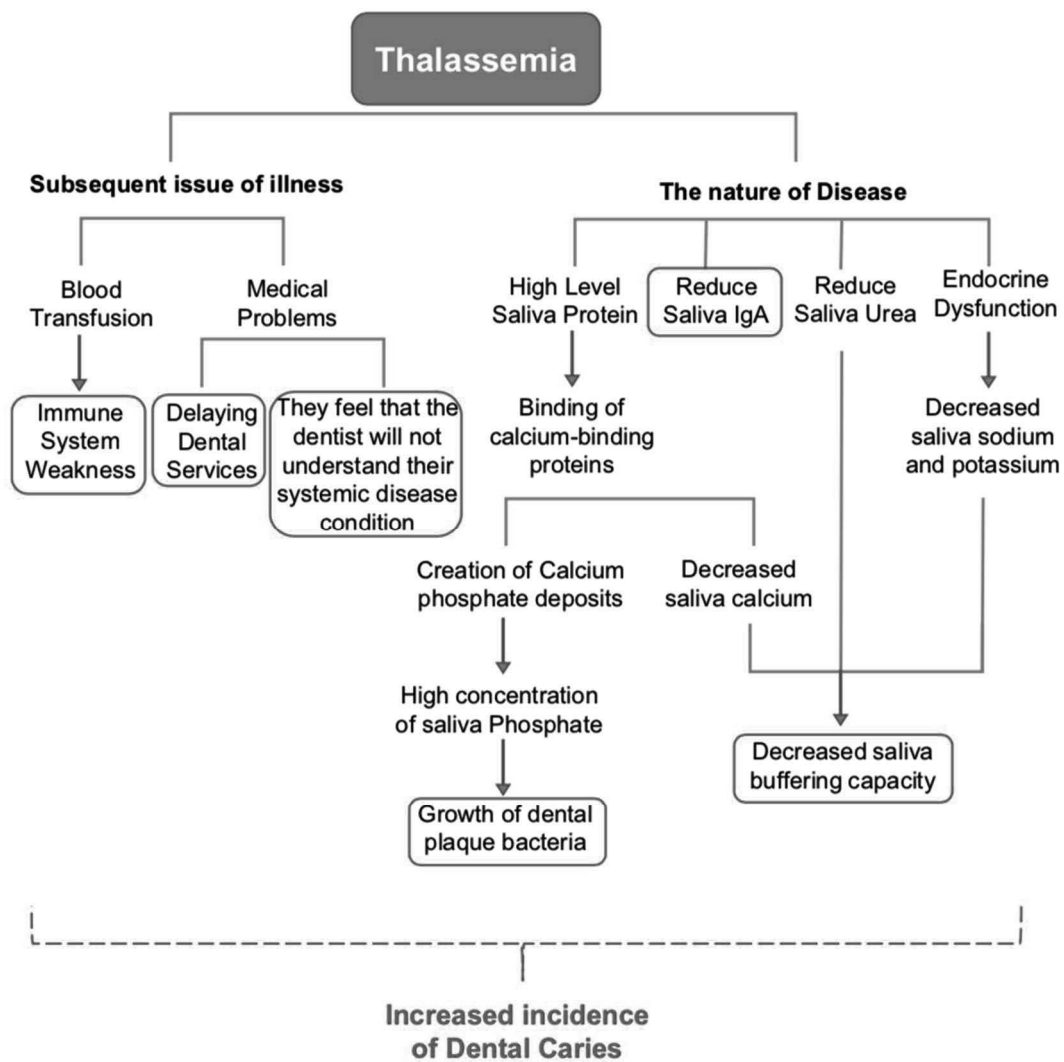 Thalassemia
Subsequent issue of illness
The nature of Disease
Blood
Transfusion
Medical
Problems
High Level
Saliva Protein
Reduce
Saliva IgA
Reduce
Saliva Urea
Endocrine
Dysfunction
Immune
System
Weakness
Delaying
Dental
Services
They feel that the
dentist will not
understand their
systemic disease
condition
Binding of
calcium-binding
proteins
Decreased
saliva sodium
and potassium
Creation of Calcium
phosphate deposits
Decreased
saliva calcium
High concentration
of saliva Phosphate
Decreased saliva
buffering capacity
Growth of dental
plaque bacteria
Increased incidence
of Dental Caries